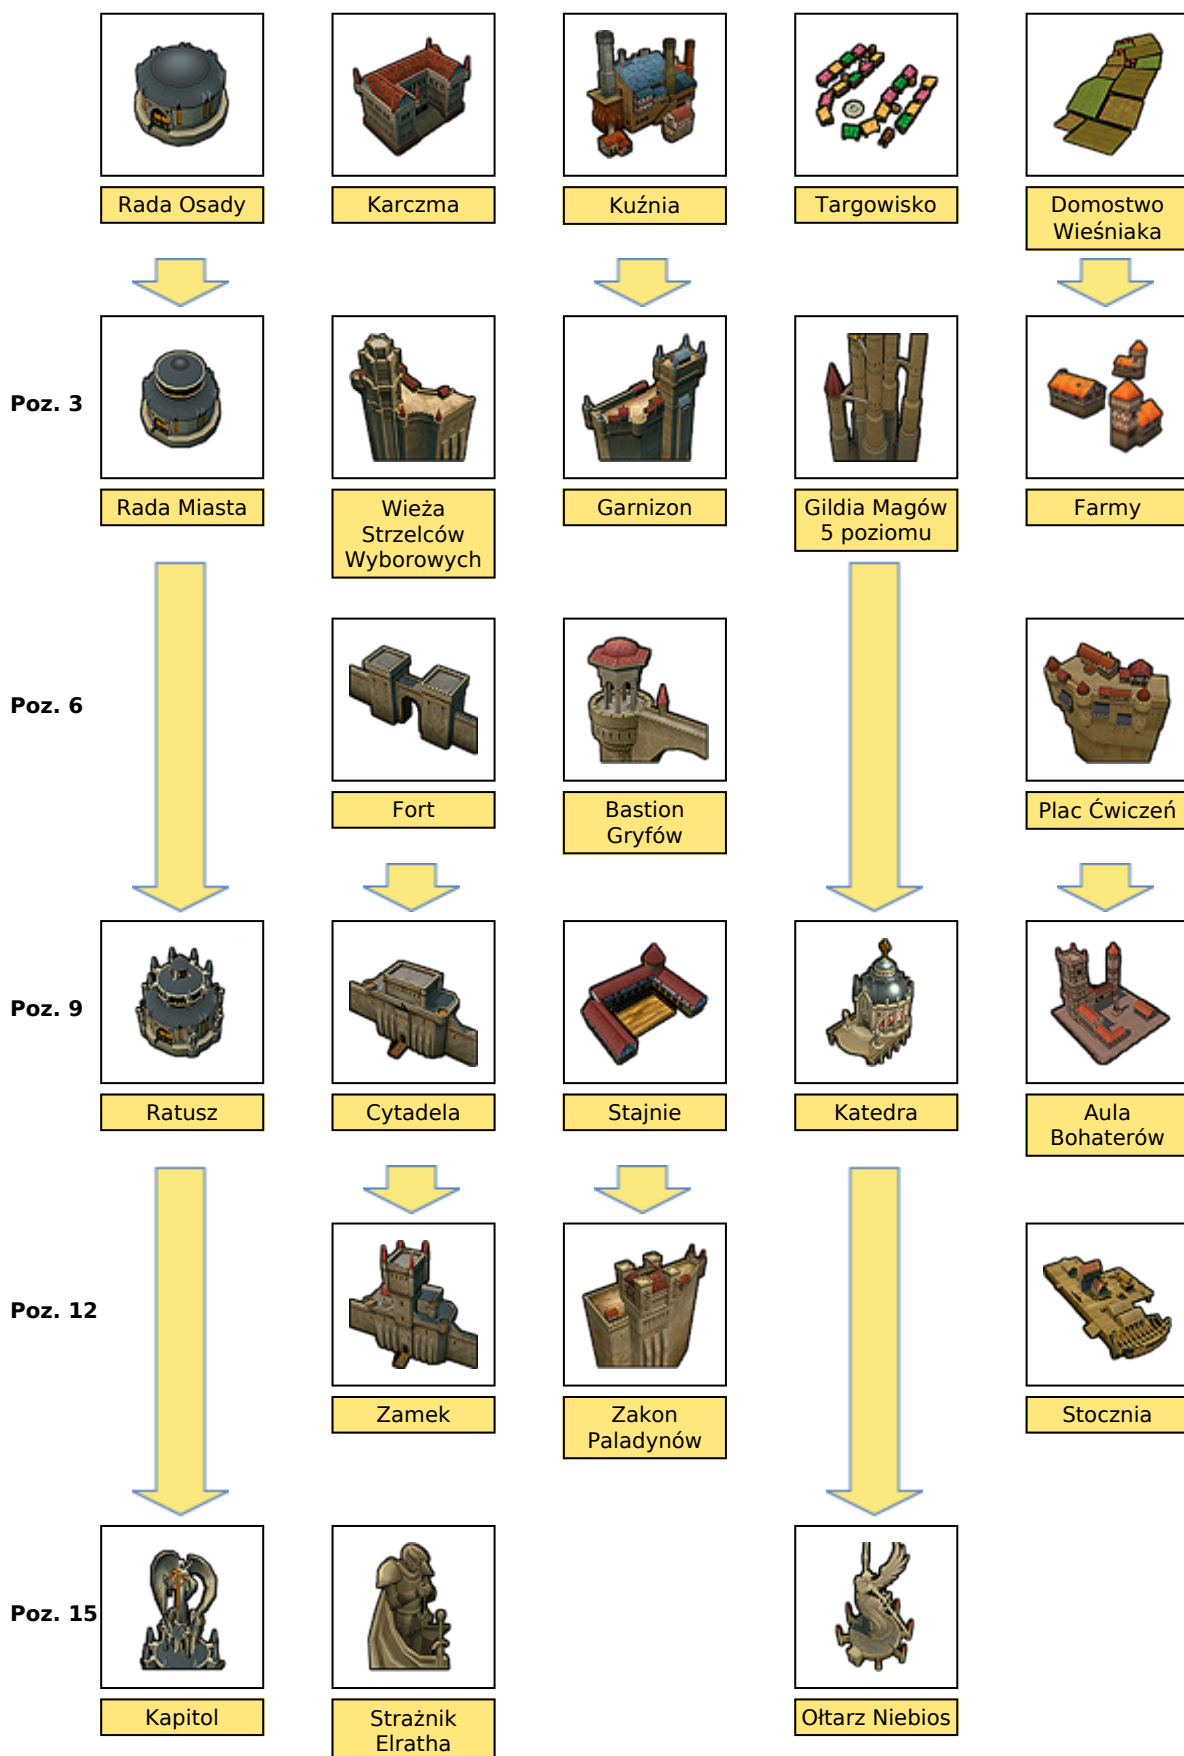 Rada Osady
Karczma
Kuźnia
Targowisko
Domostwo
Wieśniaka
Poz. 3
Rada Miasta
Wieża
Strzelców
Wyborowych
Garnizon
Gildia Magów
5 poziomu
Farmy
Poz. 6
Fort
Bastion
Gryfów
Plac Ćwiczeń
Poz. 9
Ratusz
Cytadela
Stajnie
Katedra
Aula
Bohaterów
Poz. 12
Zamek
Zakon
Paladynów
Stocznia
Poz. 15
Kapitol
Strażnik
Elratha
Ołtarz Niebios